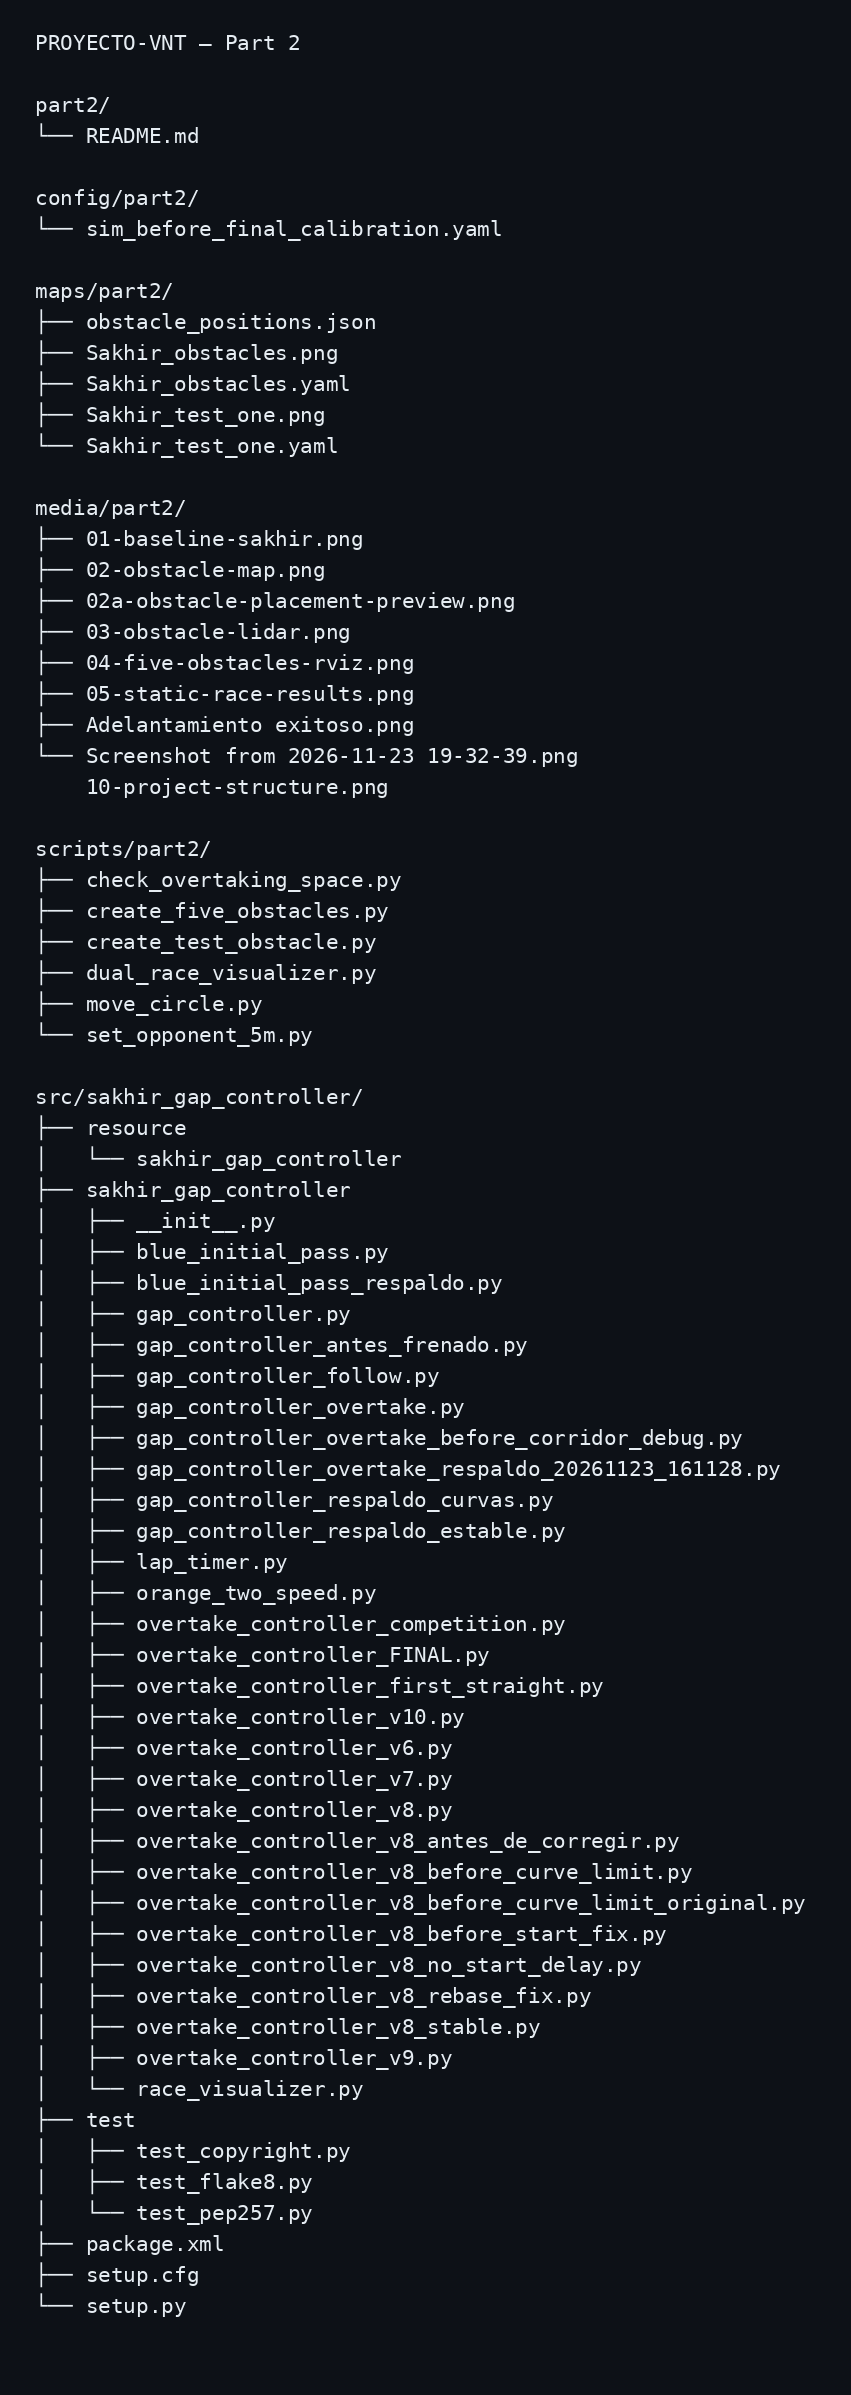 PROYECTO-VNT — Part 2

part2/
└── README.md

config/part2/
└── sim_before_final_calibration.yaml

maps/part2/
├── obstacle_positions.json
├── Sakhir_obstacles.png
├── Sakhir_obstacles.yaml
├── Sakhir_test_one.png
└── Sakhir_test_one.yaml

media/part2/
├── 01-baseline-sakhir.png
├── 02-obstacle-map.png
├── 02a-obstacle-placement-preview.png
├── 03-obstacle-lidar.png
├── 04-five-obstacles-rviz.png
├── 05-static-race-results.png
├── Adelantamiento exitoso.png
└── Screenshot from 2026-11-23 19-32-39.png
    10-project-structure.png

scripts/part2/
├── check_overtaking_space.py
├── create_five_obstacles.py
├── create_test_obstacle.py
├── dual_race_visualizer.py
├── move_circle.py
└── set_opponent_5m.py

src/sakhir_gap_controller/
├── resource
│   └── sakhir_gap_controller
├── sakhir_gap_controller
│   ├── __init__.py
│   ├── blue_initial_pass.py
│   ├── blue_initial_pass_respaldo.py
│   ├── gap_controller.py
│   ├── gap_controller_antes_frenado.py
│   ├── gap_controller_follow.py
│   ├── gap_controller_overtake.py
│   ├── gap_controller_overtake_before_corridor_debug.py
│   ├── gap_controller_overtake_respaldo_20261123_161128.py
│   ├── gap_controller_respaldo_curvas.py
│   ├── gap_controller_respaldo_estable.py
│   ├── lap_timer.py
│   ├── orange_two_speed.py
│   ├── overtake_controller_competition.py
│   ├── overtake_controller_FINAL.py
│   ├── overtake_controller_first_straight.py
│   ├── overtake_controller_v10.py
│   ├── overtake_controller_v6.py
│   ├── overtake_controller_v7.py
│   ├── overtake_controller_v8.py
│   ├── overtake_controller_v8_antes_de_corregir.py
│   ├── overtake_controller_v8_before_curve_limit.py
│   ├── overtake_controller_v8_before_curve_limit_original.py
│   ├── overtake_controller_v8_before_start_fix.py
│   ├── overtake_controller_v8_no_start_delay.py
│   ├── overtake_controller_v8_rebase_fix.py
│   ├── overtake_controller_v8_stable.py
│   ├── overtake_controller_v9.py
│   └── race_visualizer.py
├── test
│   ├── test_copyright.py
│   ├── test_flake8.py
│   └── test_pep257.py
├── package.xml
├── setup.cfg
└── setup.py